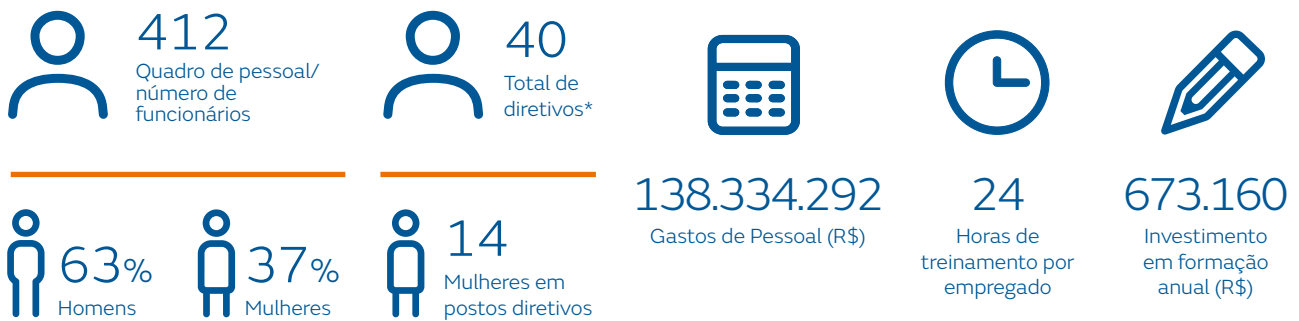 412
Quadro de pessoal/
número de
funcionários
63%
Homens
37%
Mulheres
40
Total de
diretivos*
14
Mulheres em
postos diretivos
138.334.292
Gastos de Pessoal (R$)
24
Horas de
treinamento por
empregado
673.160
Investimento
em formação
anual (R$)